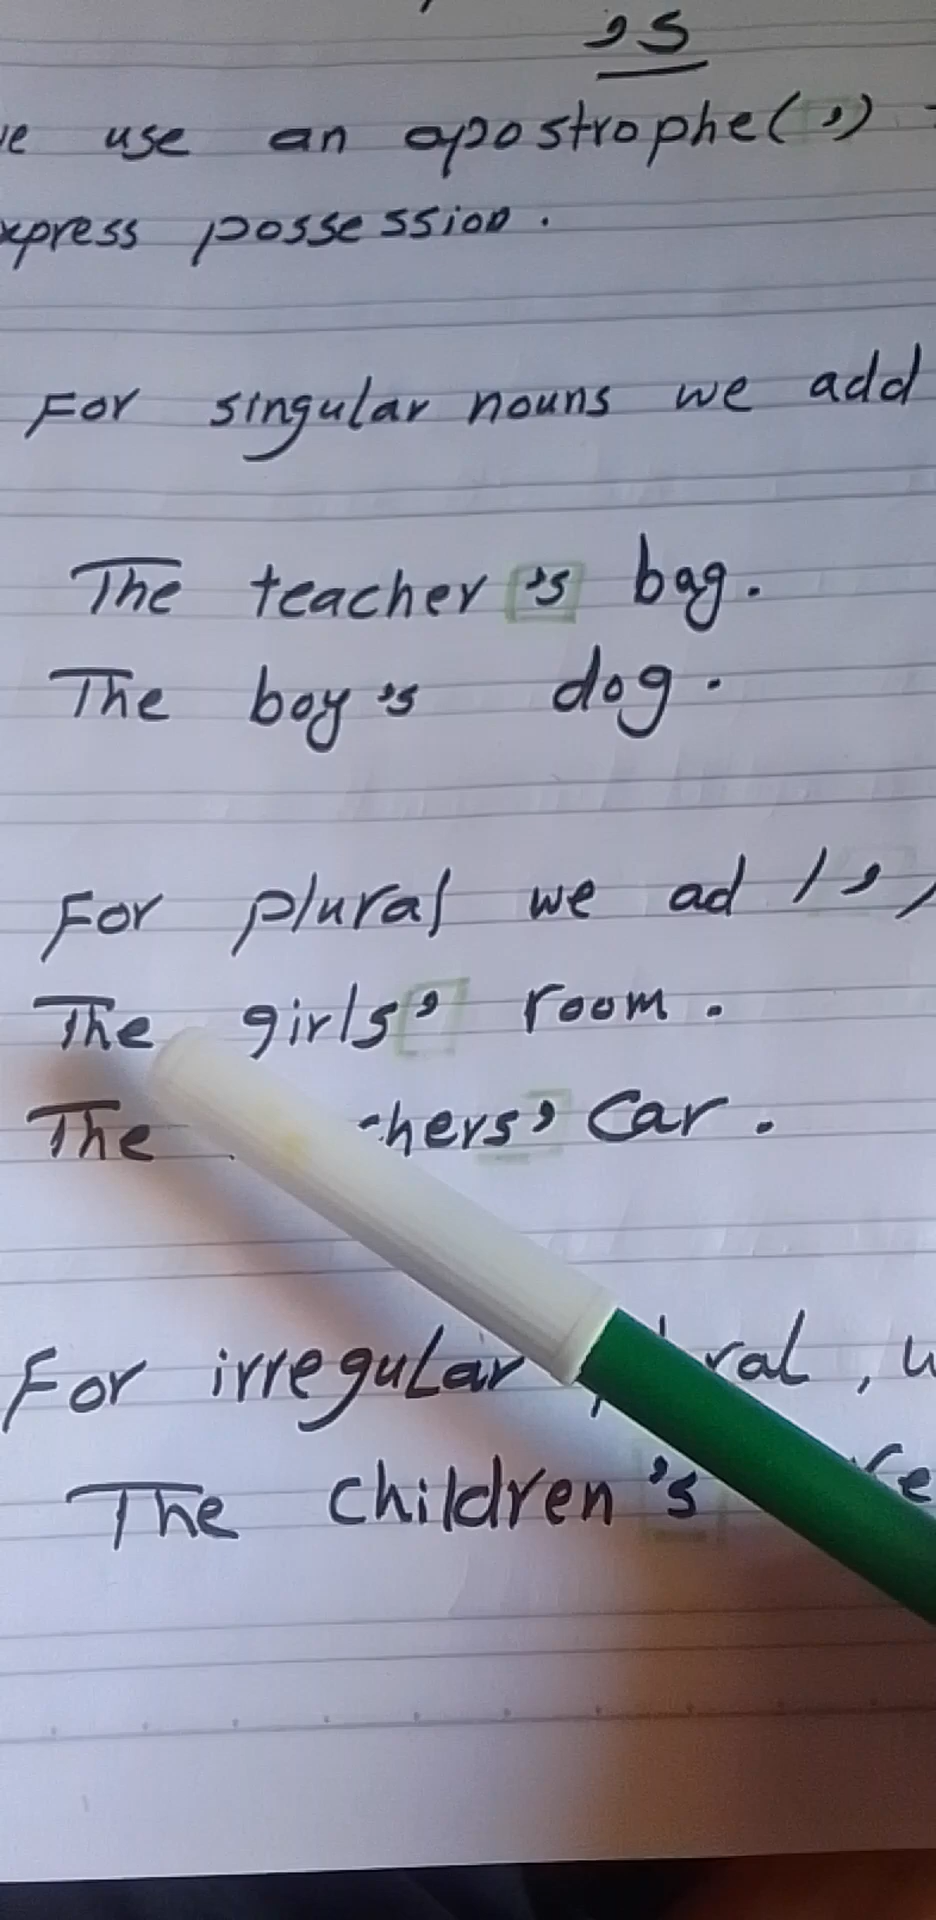 's
use an apostrophe(')
xpress possession.
For singular nouns we add
The teacher's bag.
The boy's dog.
For plural we ad / ' /
The girls' room.
The hers' Car.
For irregular ral,
The children's